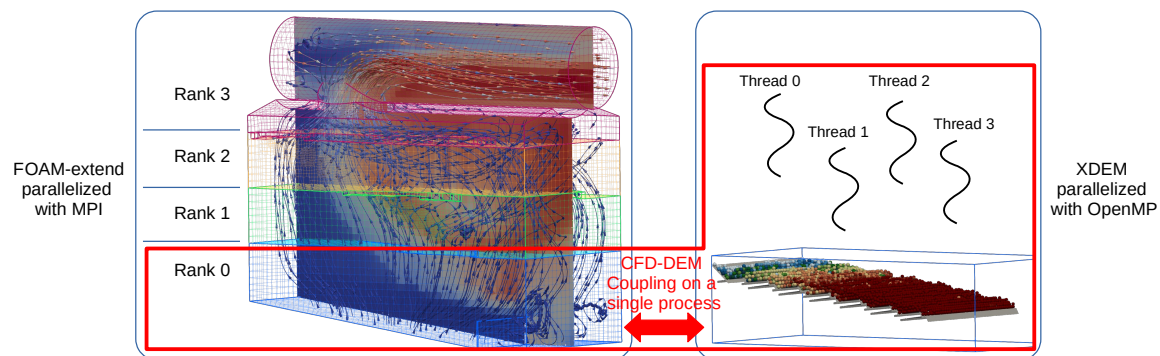 FOAM-extend
parallelized
with MPI
Rank 3
Rank 2
Rank 1
Rank 0
CFD-DEM
Coupling on a
single process
Thread 0
Thread 2
Thread 1
Thread 3
XDEM
parallelized
with OpenMP